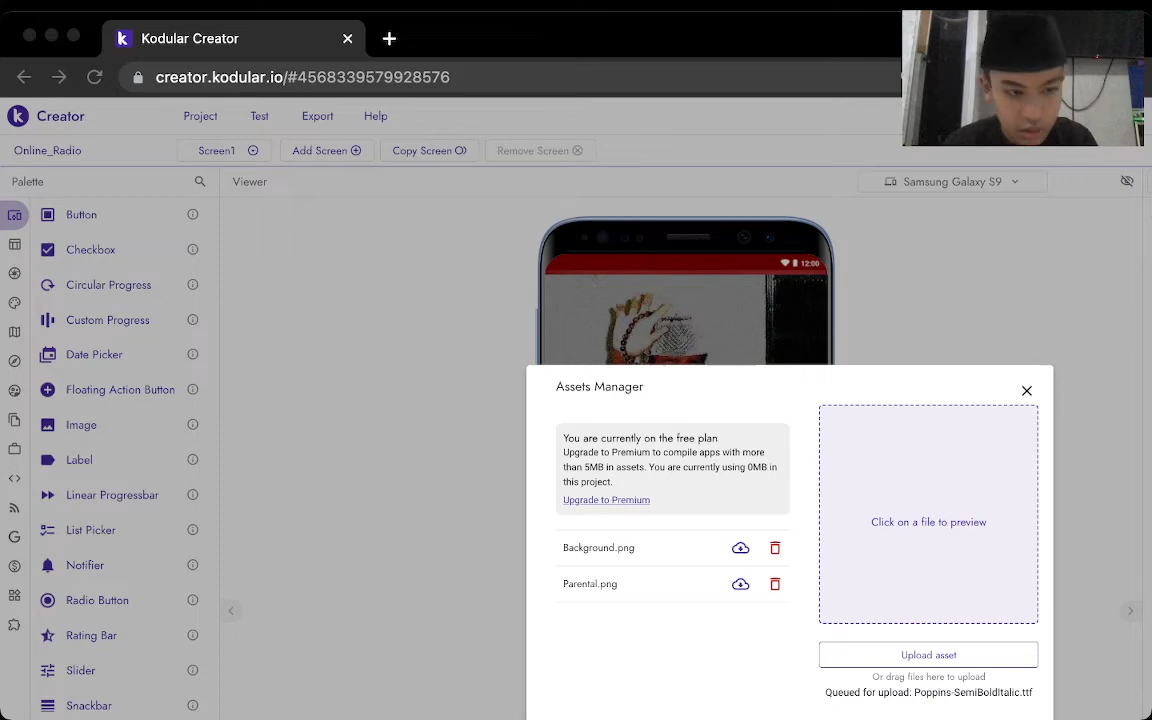 Kodular Creator
creator.kodular.io/#4568339579928576
Creator
Project
Test
Export
Help
Online_Radio
Screen1
Add Screen
Copy Screen
Remove Screen
Palette
Viewer
Samsung Galaxy S9
Button
Checkbox
Circular Progress
Custom Progress
Date Picker
Floating Action Button
Image
Label
Linear Progressbar
List Picker
Notifier
Radio Button
Rating Bar
Slider
Snackbar
12:00
Assets Manager
You are currently on the free plan
Upgrade to Premium to compile apps with more
than 5MB in assets. You are currently using 0MB in
this project.
Upgrade to Premium
Background.png
Parental.png
Click on a file to preview
Upload asset
Or drag files here to upload
Queued for upload: Poppins-SemiBoldItalic.ttf